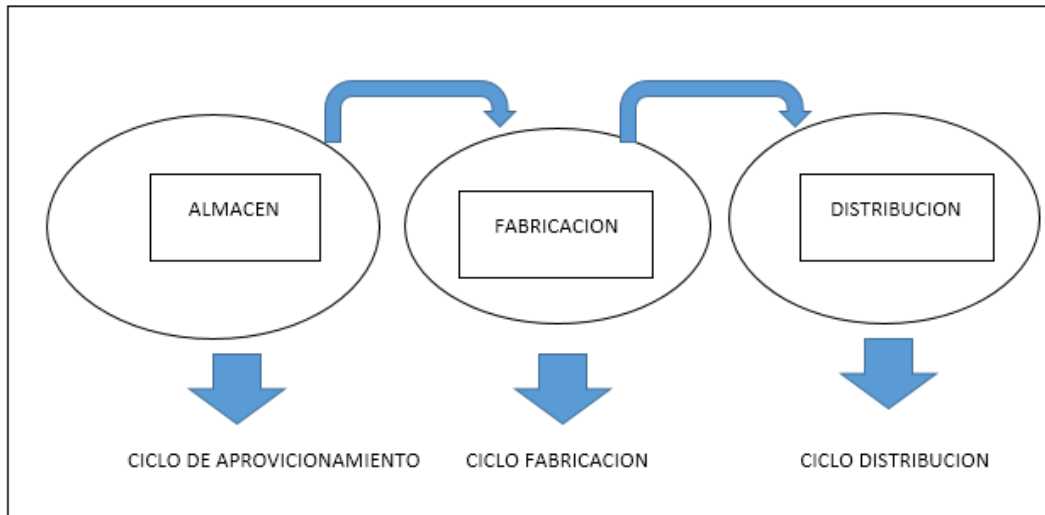 ALMACEN
FABRICACION
DISTRIBUCION
CICLO DE APROVICIONAMIENTO
CICLO FABRICACION
CICLO DISTRIBUCION